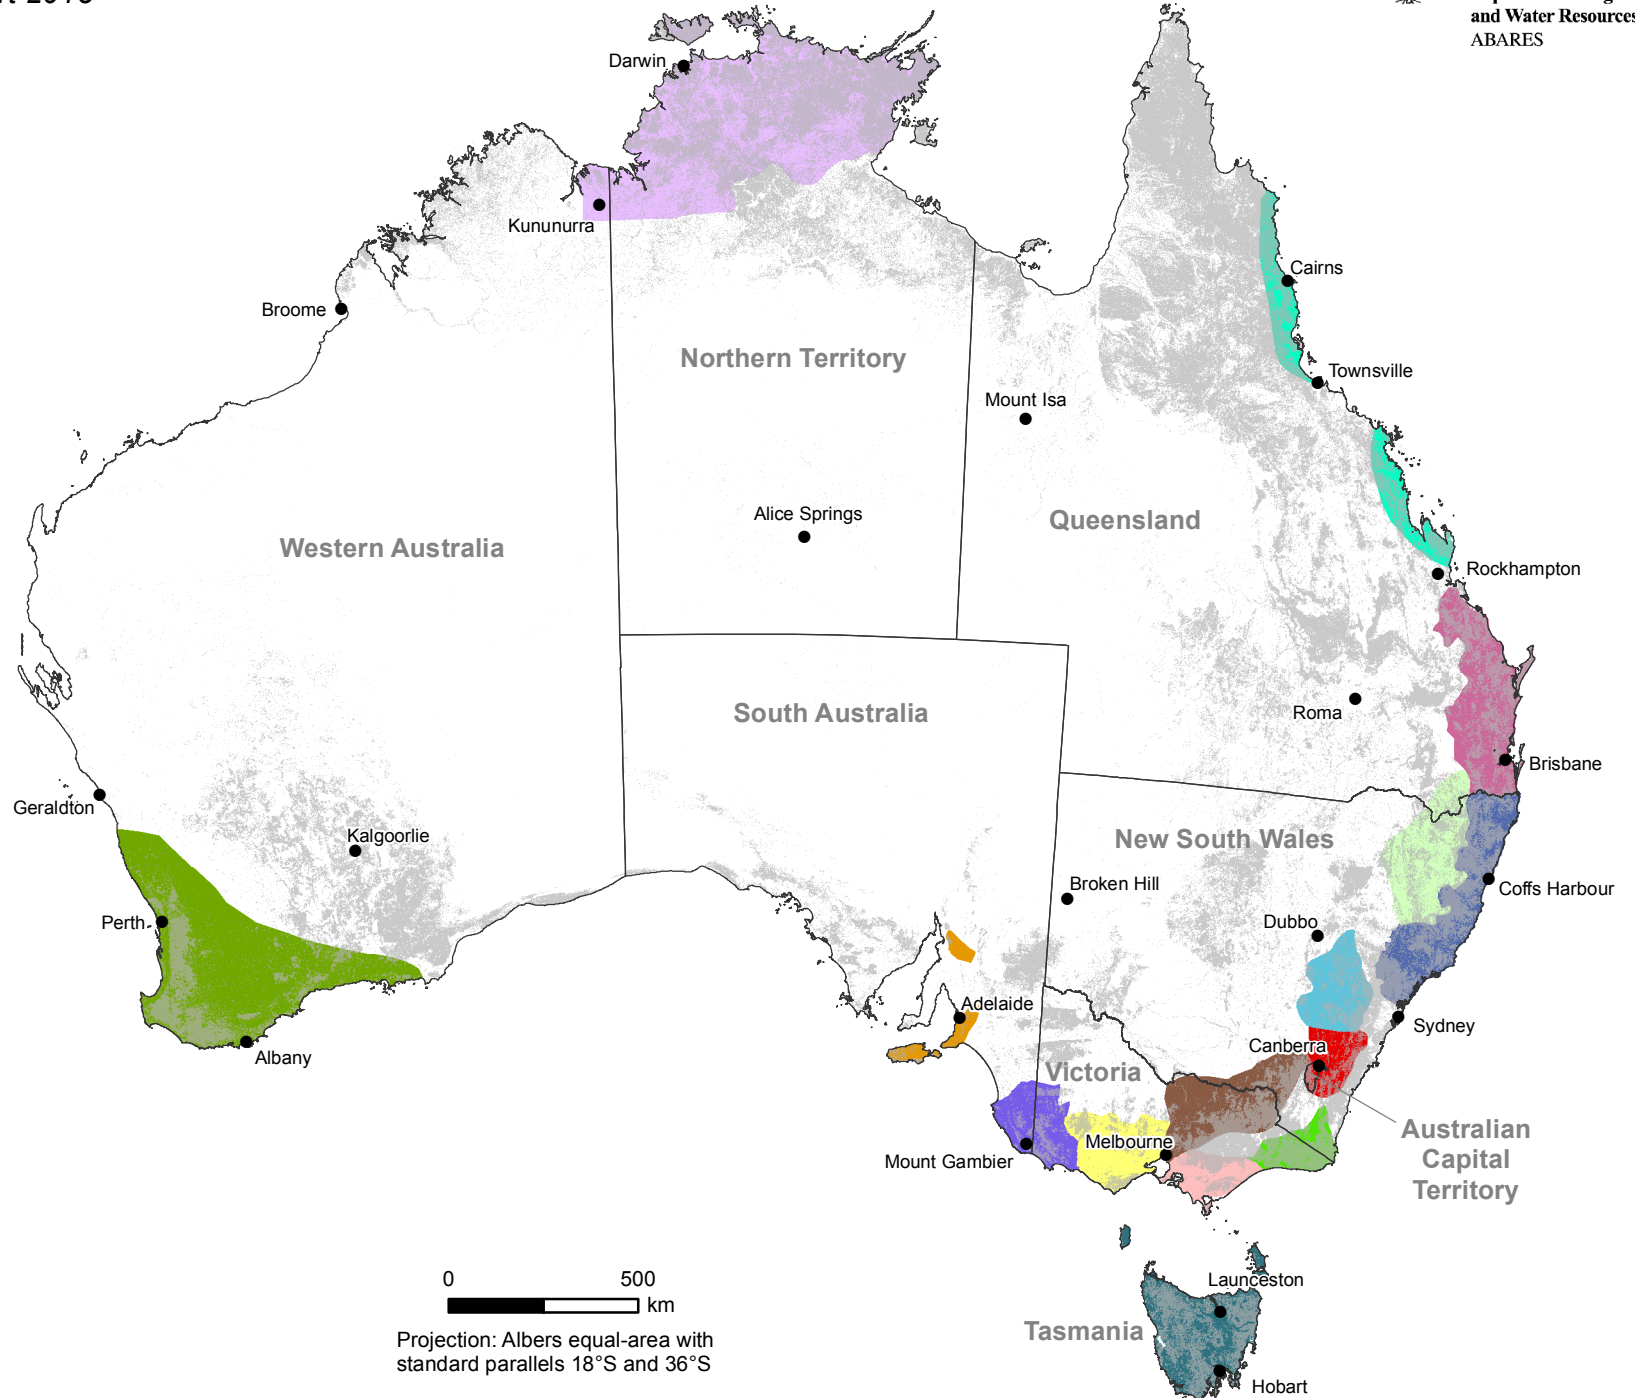 2016
and Water Resources
ABARES
Darwin
Kununurra
Cairns
Broome
Northern Territory
Townsville
Mount Isa
Alice Springs
Queensland
Western Australia
Rockhampton
South Australia
Roma
Brisbane
Geraldton
Kalgoorlie
New South Wales
Broken Hill
Coffs Harbour
Perth
Dubbo
Adelaide
Sydney
Canberra
Albany
Victoria
Australian
Capital
Territory
Melbourne
Mount Gambier
0 500
km
Launceston
Projection: Albers equal-area with
standard parallels 18°S and 36°S
Tasmania
Hobart